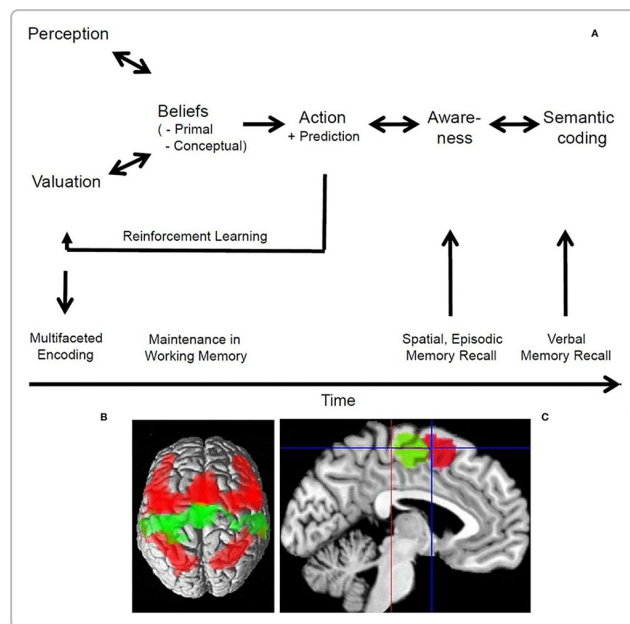 Perception
A
Beliefs
( - Primal
- Conceptual)
Action
+ Prediction
Aware-
ness
Semantic
coding
Valuation
Reinforcement Learning
Multifaceted
Encoding
Maintenance in
Working Memory
Spatial, Episodic
Memory Recall
Verbal
Memory Recall
Time
B
C